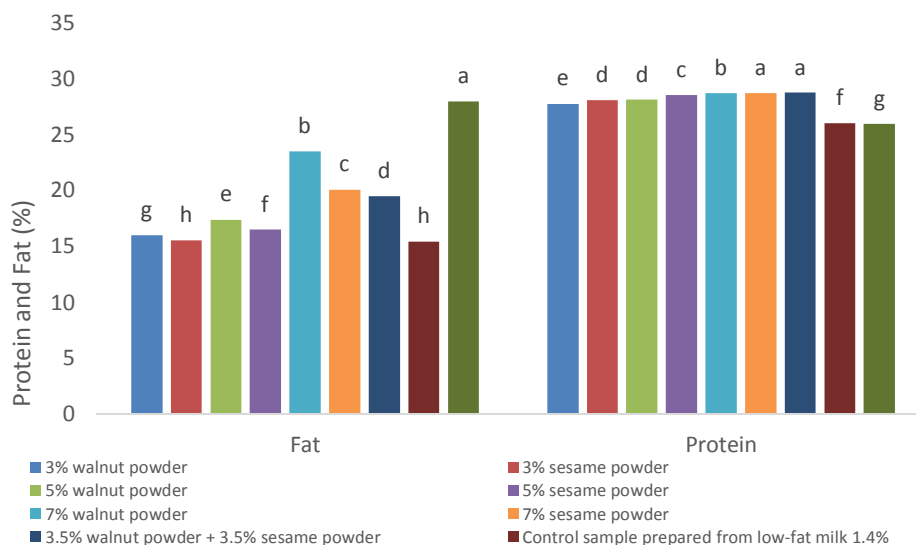 35
30
25
20
15
10
5
0
Protein and Fat (%)
g h e f b c d h a
e d d c b a a f g
Fat Protein
3% walnut powder 3% sesame powder
5% walnut powder 5% sesame powder
7% walnut powder 7% sesame powder
3.5% walnut powder + 3.5% sesame powder Control sample prepared from low-fat milk 1.4%